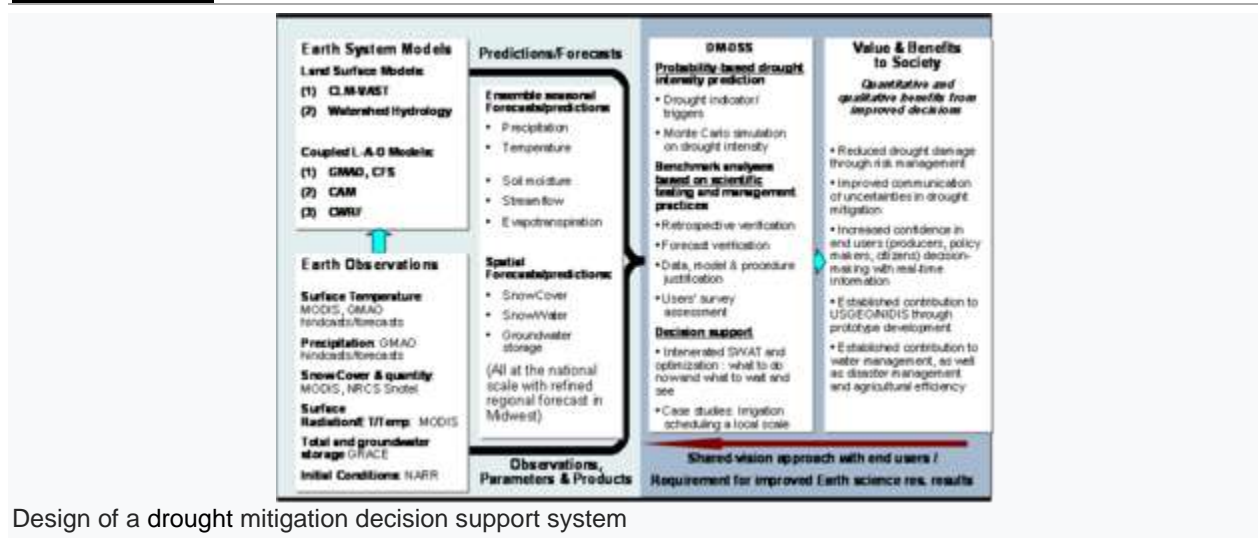 Earth System Models
Land Surface Models:
(1) CLM-VAST
(2) Watershed Hydrology
Coupled L-A-O Models:
(1) GMAO, CFS
(2) CAM
(3) CWRF
Earth Observations
Surface Temperature
MODIS, GMAO
hindcasts/forecasts
Precipitation: GMAO
hindcasts/forecasts
Snow Cover & quantity:
MODIS, NRCS Snotel
Surface
MODIS
Total and groundwater
storage GRACE
Initial Conditions: NARR
Predictions/Forecasts
Ensemble seasonal
Forecasts/predictions
• Precipitation
• Temperature
• Soil moisture
• Streamflow
• Evapotranspiration
Spatial
Forecasts/predictions:
• SnowCover
• SnowWater
• Groundwater
storage
(All at the national
scale with refined
regional forecast in
Midwest)
Observations,
Parameters & Products
DMDSS
Probability-based drought
intensity prediction
• Drought indicator/
triggers
• Monte Carlo simulation
on drought intensity
Benchmark analyses
based on scientific
testing and management
practices
• Retrospective verification
• Forecast verification
• Data, model & procedure
justification
• Users' survey
assessment
Decision support
• Intenerated SWAT and
optimization : what to do
nowand what to wait and
see
• Case studies: Irrigation
scheduling a local scale
Value & Benefits
to Society
Quantitative and
qualitative benefits from
improved decisions
• Reduced drought damage
through risk management
• Improved communication
of uncertainties in drought
mitigation
• Increased confidence in
end users (producers, policy
makers, citizens) decision-
making with real-time
information
• Established contribution to
USGEO/NIDIS through
prototype development
• Established contribution to
water management, as well
as disaster management
and agricultural efficiency
Shared vision approach with end users /
Requirement for improved Earth science res. results
Design of a drought mitigation decision support system